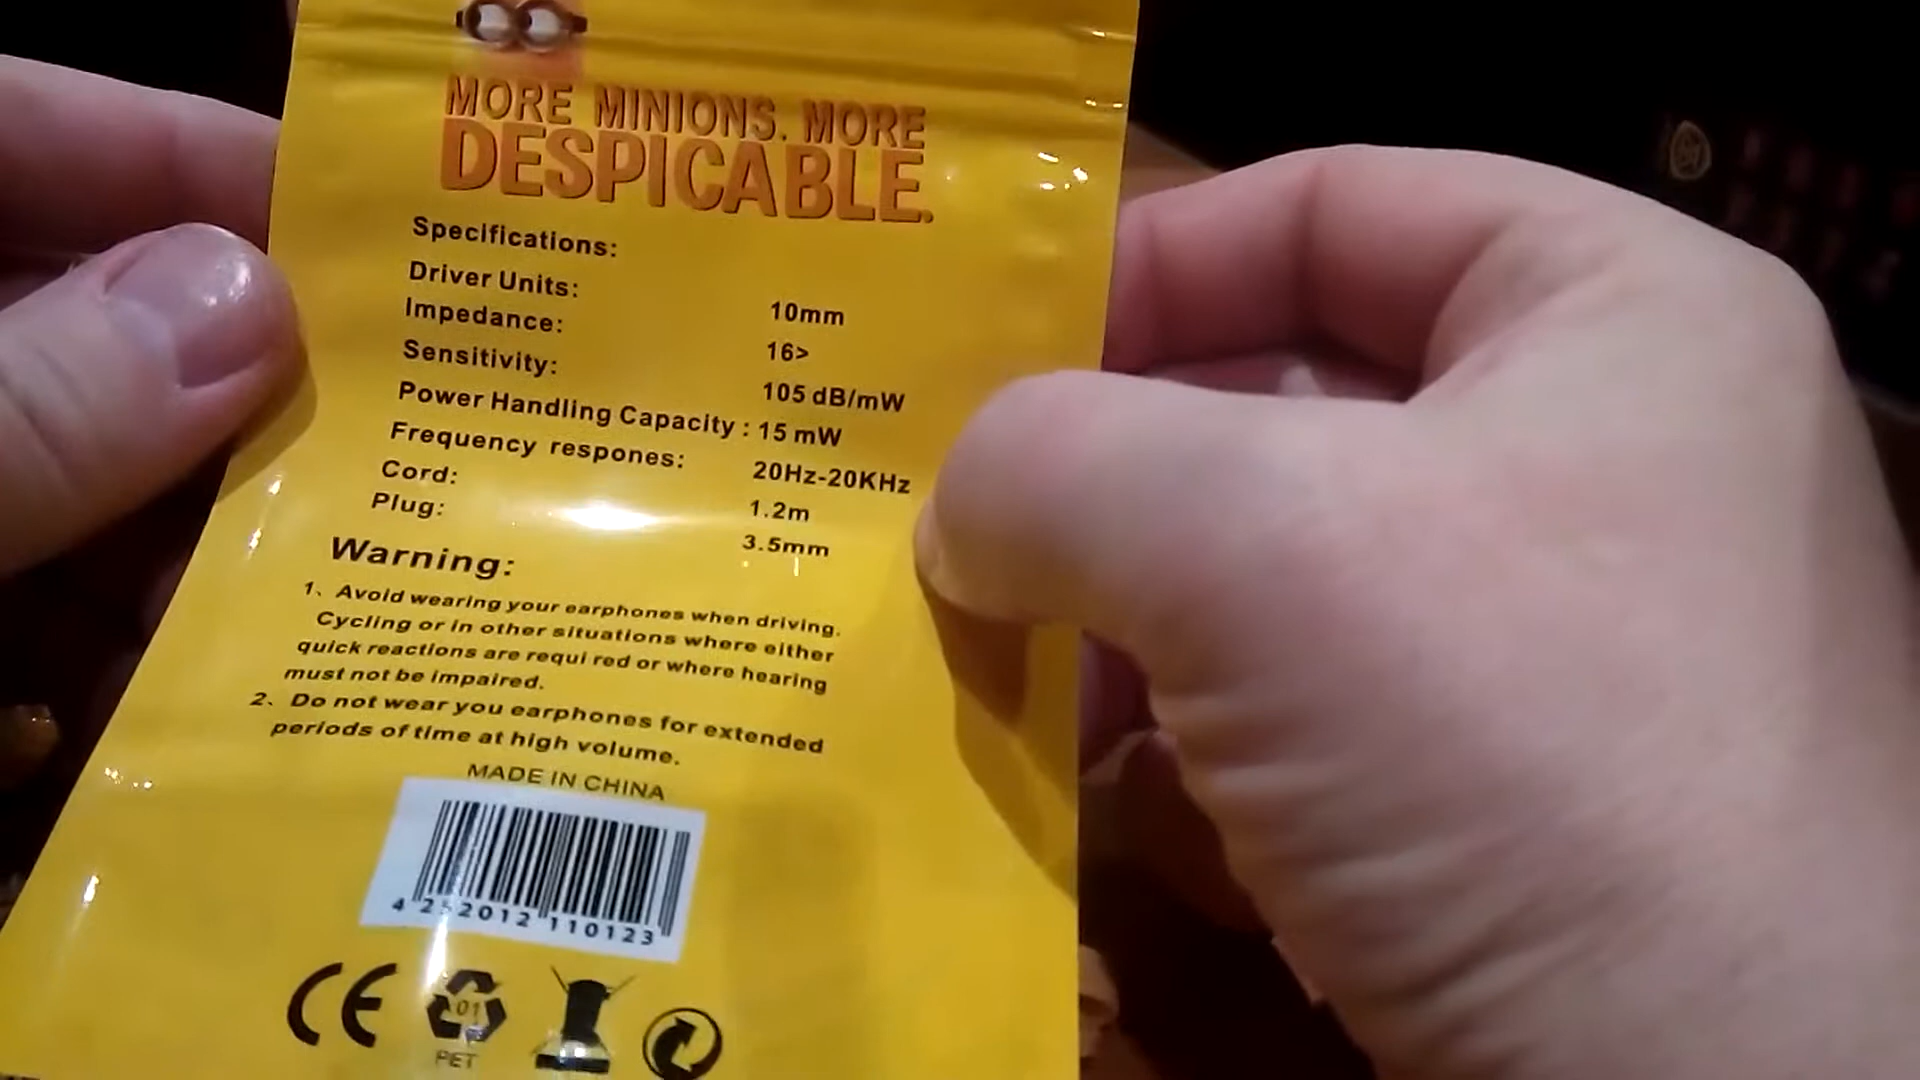 MORE MINIONS. MORE
DESPICABLE.
Specifications:
Driver Units: 10mm
Impedance: 16>
Sensitivity: 105 dB/mW
Power Handling Capacity : 15 mW
Frequency respones: 20Hz-20KHz
Cord: 1.2m
Plug: 3.5mm
Warning:
1、 Avoid wearing your earphones when driving.
Cycling or in other situations where either
quick reactions are requi red or where hearing
must not be impaired.
2、 Do not wear you earphones for extended
periods of time at high volume.
MADE IN CHINA
4 252012 110123
CE
01
PET